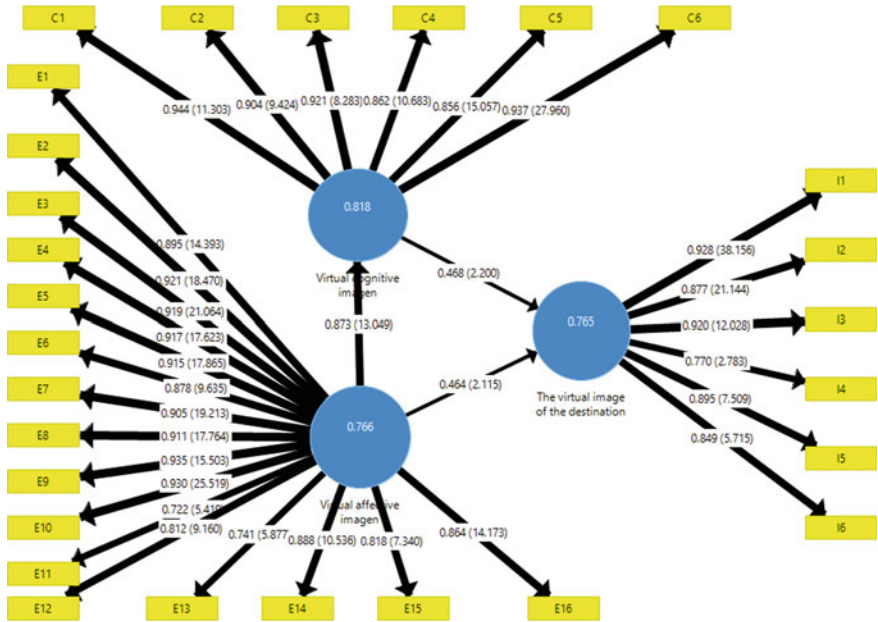 C1
C2
C3
C4
C5
C6
E1
0.944 (11.303)
0.904 (9.424)
0.921 (8.283)
0.862 (10.683)
0.856 (15.057)
0.937 (27.960)
E2
E3
E4
E5
E6
E7
E8
E9
E10
E11
E12
0.818
Virtual cognitive
imagen
0.895 (14.393)
0.921 (18.470)
0.919 (21.064)
0.917 (17.623)
0.915 (17.865)
0.878 (9.635)
0.905 (19.213)
0.911 (17.764)
0.935 (15.503)
0.930 (25.519)
0.722 (5.419)
0.812 (9.160)
0.873 (13.049)
0.468 (2.200)
0.464 (2.115)
0.765
The virtual image
of the destination
0.766
Virtual affective
imagen
0.741 (5.877)
0.888 (10.536)
0.818 (7.340)
0.864 (14.173)
I1
I2
I3
I4
I5
I6
0.928 (38.156)
0.877 (21.144)
0.920 (12.028)
0.770 (2.783)
0.895 (7.509)
0.849 (5.715)
E13
E14
E15
E16